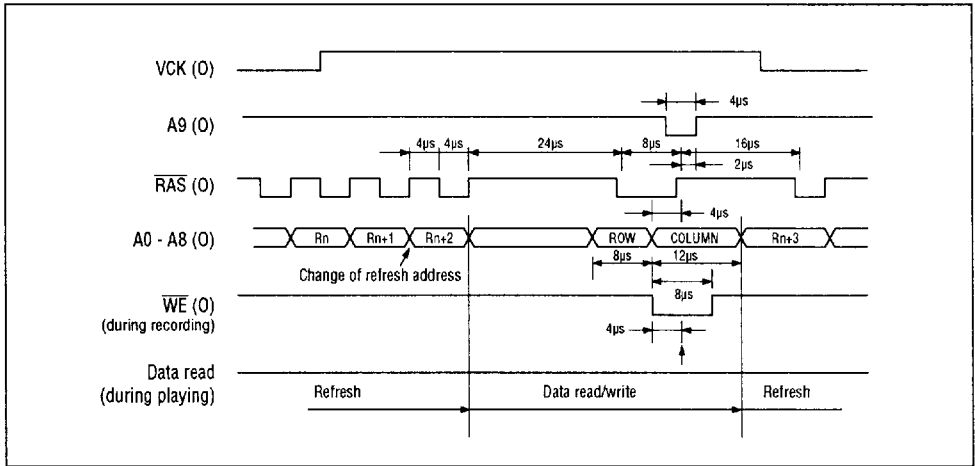 VCK (O)
4µs
A9 (O)
4µs 4µs 24µs 8µs 16µs
2µs
RAS (O)
4µs
A0 - A8 (O) Rn Rn+1 Rn+2 ROW COLUMN Rn+3
8µs 12µs
Change of refresh address
8µs
WE (O)
(during recording)
4µs
Data read
(during playing)
Refresh Data read/write Refresh